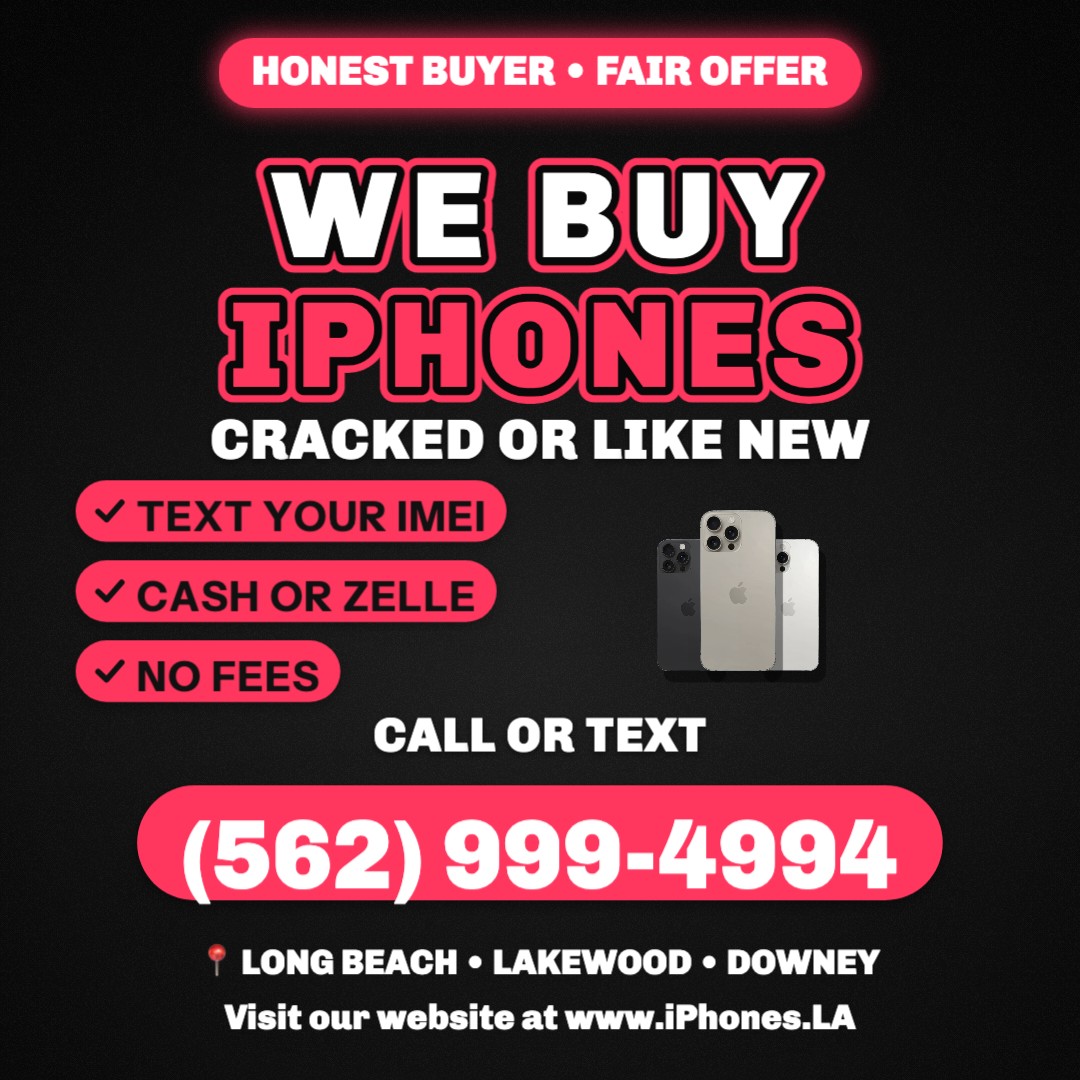 HONEST BUYER • FAIR OFFER
WE BUY
IPHONES
CRACKED OR LIKE NEW
✓ TEXT YOUR IMEI
✓ CASH OR ZELLE
✓ NO FEES
CALL OR TEXT
(562) 999-4994
📍 LONG BEACH • LAKEWOOD • DOWNEY
Visit our website at www.iPhones.LA